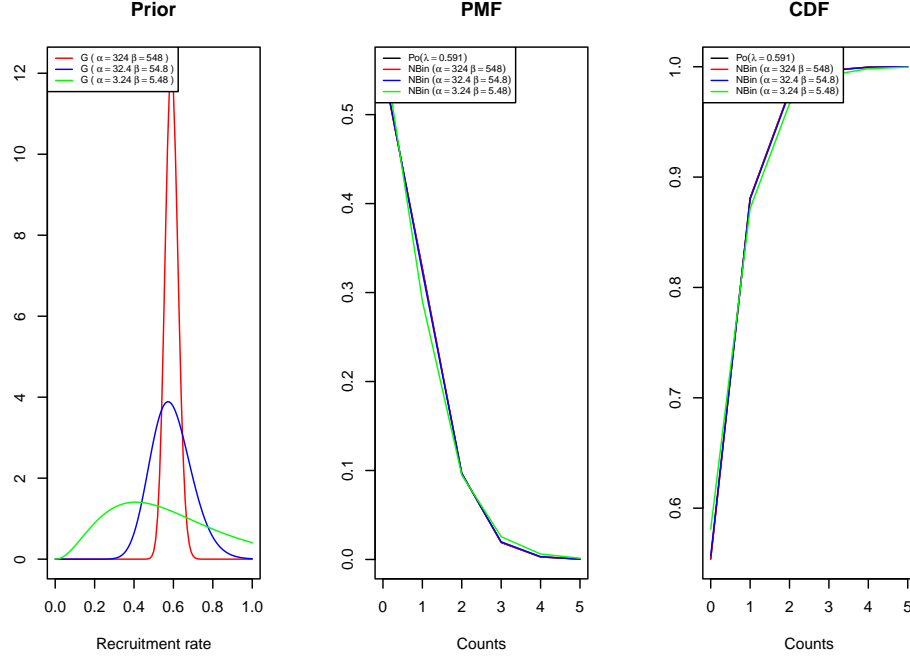 Prior
G ( α = 324 β = 548)
G ( α = 32.4 β = 54.8)
G ( α = 3.24 β = 5.48)
0 2 4 6 8 10 12
0.0 0.2 0.4 0.6 0.8 1.0
Recruitment rate
PMF
Po(λ = 0.591)
NBin (α = 324 β = 548)
NBin (α = 32.4 β = 54.8)
NBin (α = 3.24 β = 5.48)
0.0 0.1 0.2 0.3 0.4 0.5
0 1 2 3 4 5
Counts
CDF
Po(λ = 0.591)
NBin (α = 324 β = 548)
NBin (α = 32.4 β = 54.8)
NBin (α = 3.24 β = 5.48)
0.6 0.7 0.8 0.9 1.0
0 1 2 3 4 5
Counts